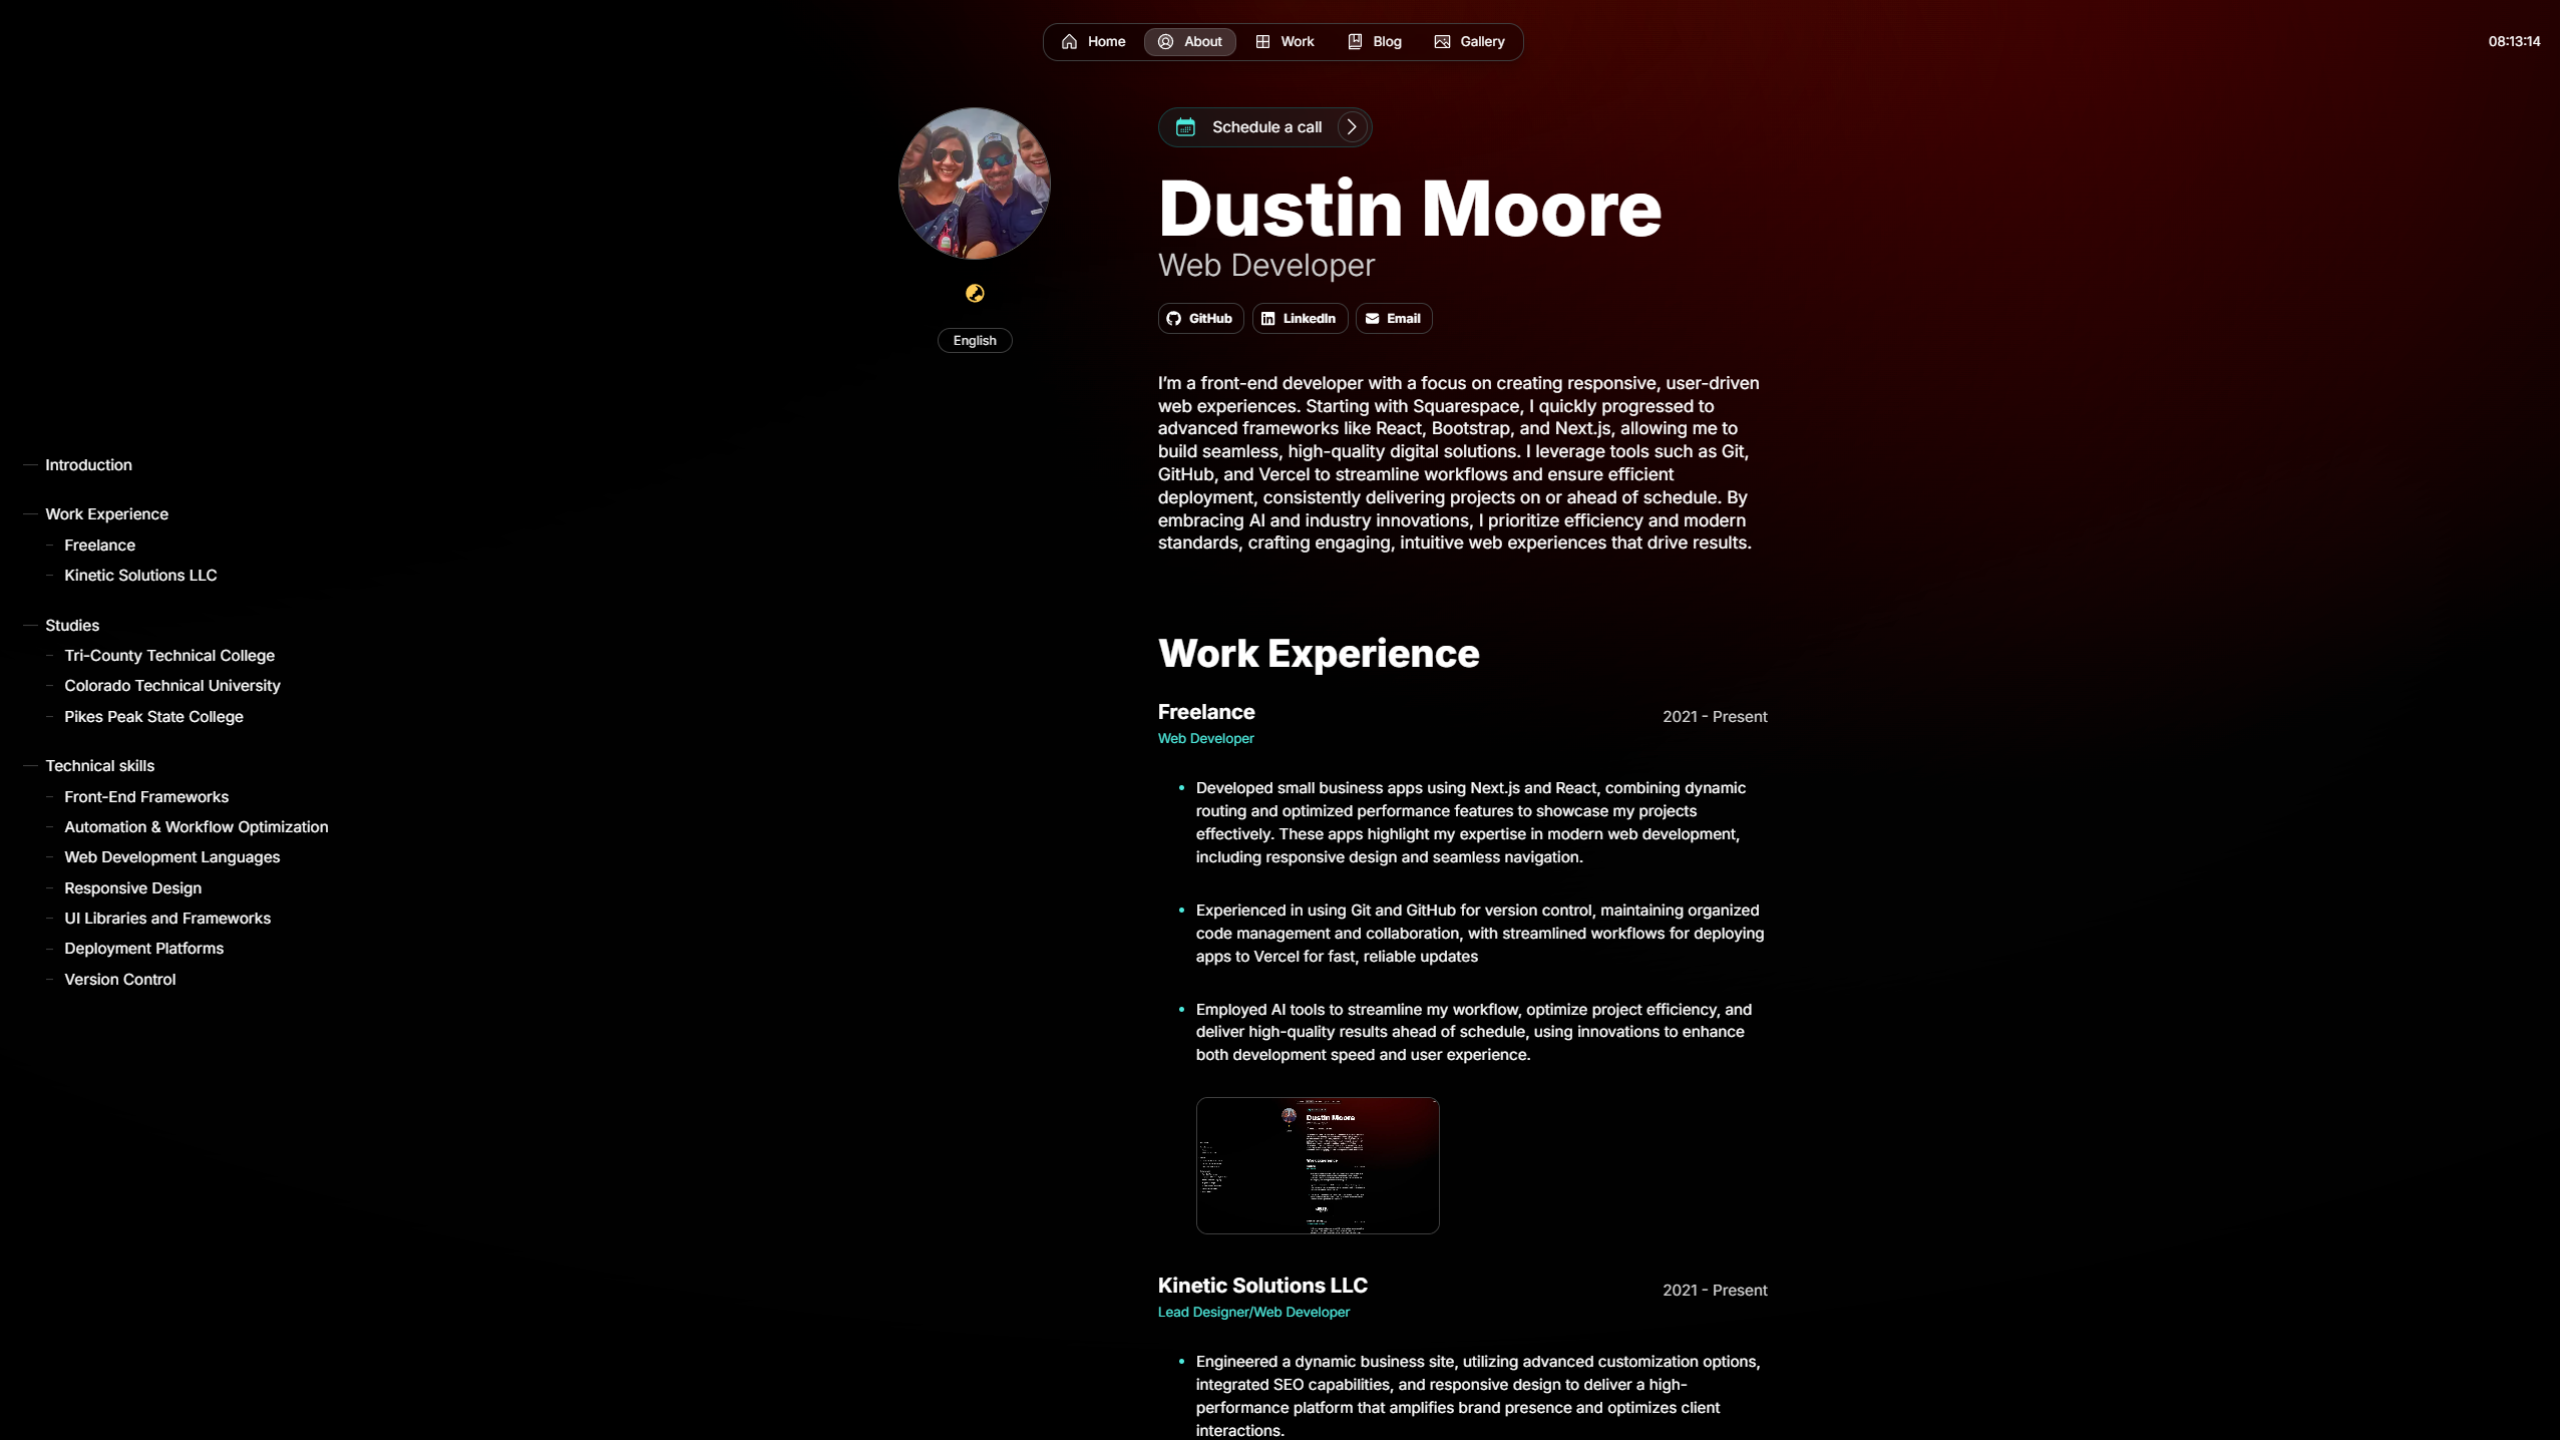 Home
About
Work
Blog
Gallery
08:13:14
Schedule a call
Dustin Moore
Web Developer
GitHub
LinkedIn
Email
English
I’m a front-end developer with a focus on creating responsive, user-driven
web experiences. Starting with Squarespace, I quickly progressed to
advanced frameworks like React, Bootstrap, and Next.js, allowing me to
build seamless, high-quality digital solutions. I leverage tools such as Git,
GitHub, and Vercel to streamline workflows and ensure efficient
deployment, consistently delivering projects on or ahead of schedule. By
embracing AI and industry innovations, I prioritize efficiency and modern
standards, crafting engaging, intuitive web experiences that drive results.
Introduction
Work Experience
Freelance
Kinetic Solutions LLC
Studies
Tri-County Technical College
Colorado Technical University
Pikes Peak State College
Technical skills
Front-End Frameworks
Automation & Workflow Optimization
Web Development Languages
Responsive Design
UI Libraries and Frameworks
Deployment Platforms
Version Control
Work Experience
Freelance
2021 - Present
Web Developer
Developed small business apps using Next.js and React, combining dynamic
routing and optimized performance features to showcase my projects
effectively. These apps highlight my expertise in modern web development,
including responsive design and seamless navigation.
Experienced in using Git and GitHub for version control, maintaining organized
code management and collaboration, with streamlined workflows for deploying
apps to Vercel for fast, reliable updates
Employed AI tools to streamline my workflow, optimize project efficiency, and
deliver high-quality results ahead of schedule, using innovations to enhance
both development speed and user experience.
Dustin Moore
Kinetic Solutions LLC
2021 - Present
Lead Designer/Web Developer
Engineered a dynamic business site, utilizing advanced customization options,
integrated SEO capabilities, and responsive design to deliver a high-
performance platform that amplifies brand presence and optimizes client
interactions.